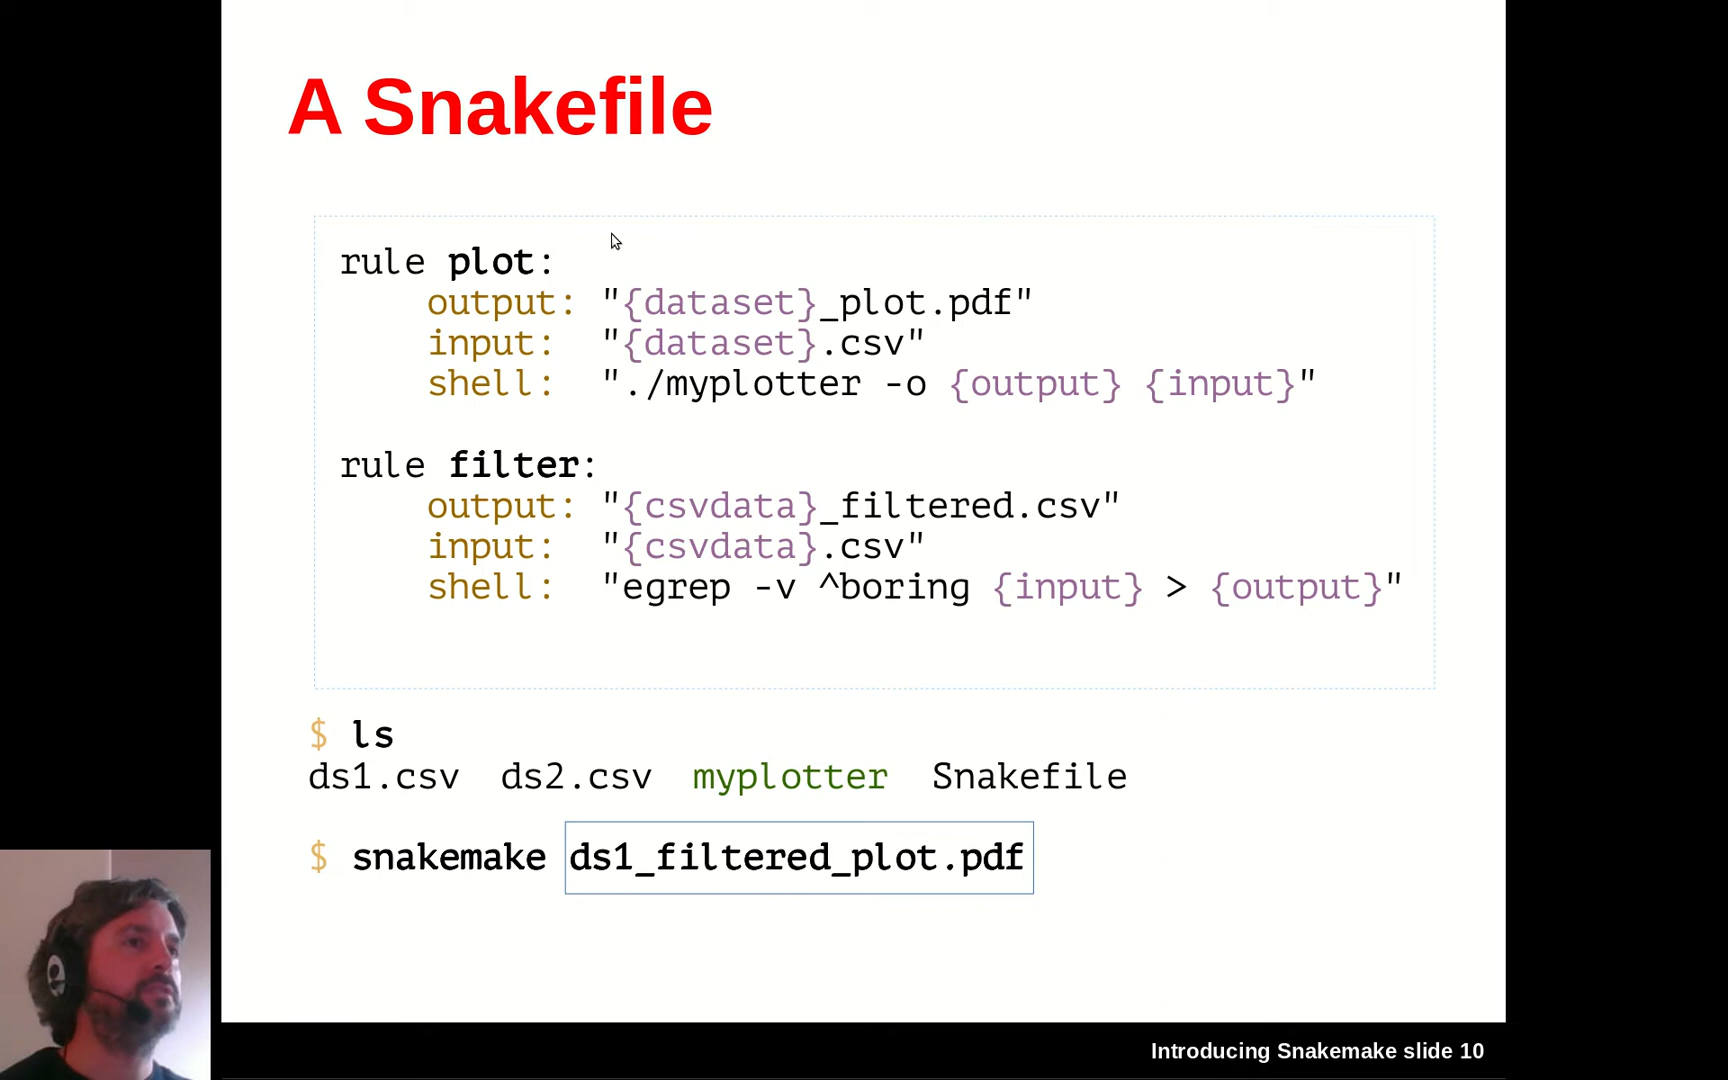 A Snakefile
rule plot:
output: "{dataset}_plot.pdf"
input: "{dataset}.csv"
shell: "./myplotter -o {output} {input}"
rule filter:
output: "{csvdata}_filtered.csv"
input: "{csvdata}.csv"
shell: "egrep -v ^boring {input} > {output}"
$ ls
ds1.csv ds2.csv myplotter Snakefile
$ snakemake ds1_filtered_plot.pdf
Introducing Snakemake slide 10